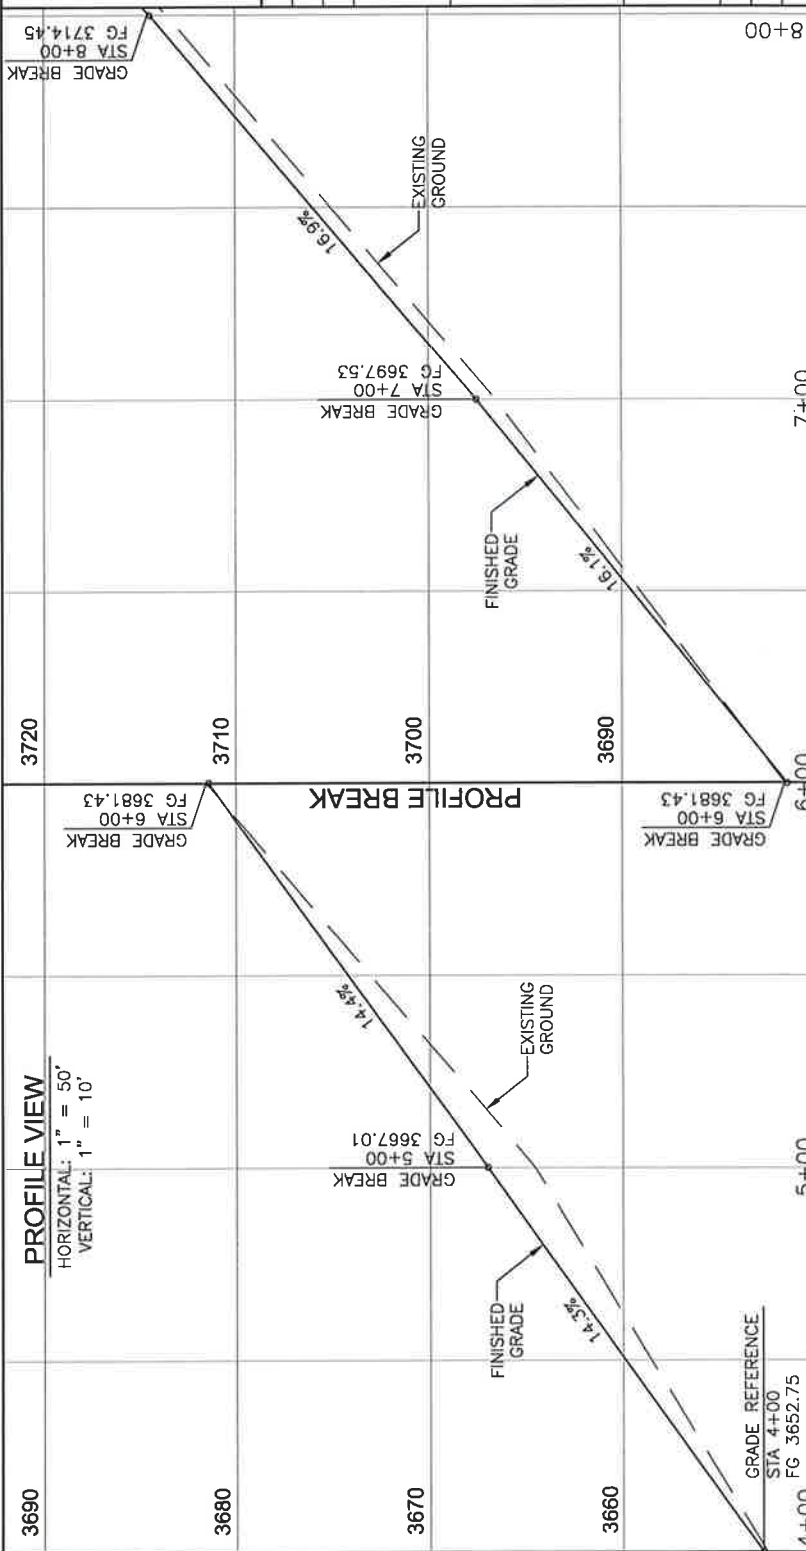 PROFILE VIEW
HORIZONTAL: 1" = 50'
VERTICAL: 1" = 10'
3690
3680
3670
3660
GRADE REFERENCE
STA 4+00
FG 3652.75
14.3%
FINISHED
GRADE
GRADE BREAK
STA 5+00
FG 3667.01
EXISTING
GROUND
14.4%
GRADE BREAK
STA 6+00
FG 3681.43
PROFILE BREAK
GRADE BREAK
STA 6+00
FG 3681.43
3720
3710
3700
3690
16.1%
FINISHED
GRADE
GRADE BREAK
STA 7+00
FG 3697.53
16.9%
EXISTING
GROUND
GRADE BREAK
STA 8+00
FG 3714.45
4+00
5+00
6+00
7+00
8+00